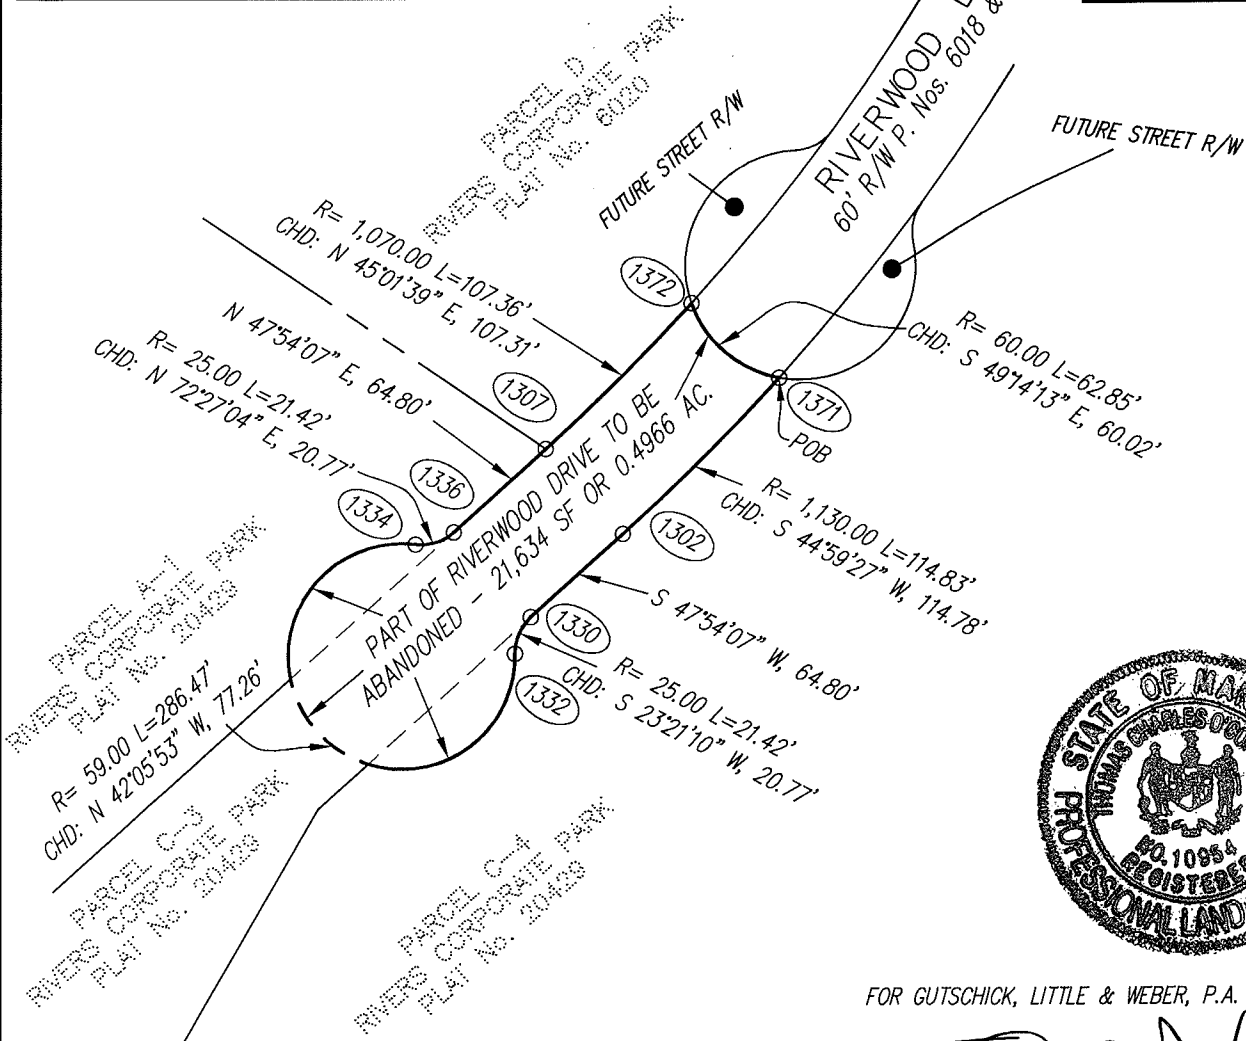 PARCEL D
RIVERS CORPORATE PARK
PLAT No. 6020
FUTURE STREET R/W
RIVERWOOD
60' R/W P. Nos. 6018 &
FUTURE STREET R/W
R= 1,070.00 L=107.36'
CHD: N 45°01'39" E, 107.31'
N 47°54'07" E, 64.80'
R= 25.00 L=21.42'
CHD: N 72°27'04" E, 20.77'
1372
1307
1336
1334
R= 60.00 L=62.85'
CHD: S 49°14'13" E, 60.02'
1371
POB
PART OF RIVERWOOD DRIVE TO BE
ABANDONED - 21,634 SF OR 0.4966 AC.
R= 1,130.00 L=114.83'
CHD: S 44°59'27" W, 114.78'
1302
S 47°54'07" W, 64.80'
1330
1332
R= 25.00 L=21.42'
CHD: S 23°21'10" W, 20.77'
PARCEL A-1
RIVERS CORPORATE PARK
PLAT No. 20429
R= 59.00 L=286.47'
CHD: N 42°05'53" W, 77.26'
PARCEL C-3
RIVERS CORPORATE PARK
PLAT No. 20429
PARCEL C-4
RIVERS CORPORATE PARK
PLAT No. 20429
STATE OF MAR
THOMAS CHARLES O'CO
NO. 10954
REGISTERE
PROFESSIONAL LAND
FOR GUTSCHICK, LITTLE & WEBER, P.A.